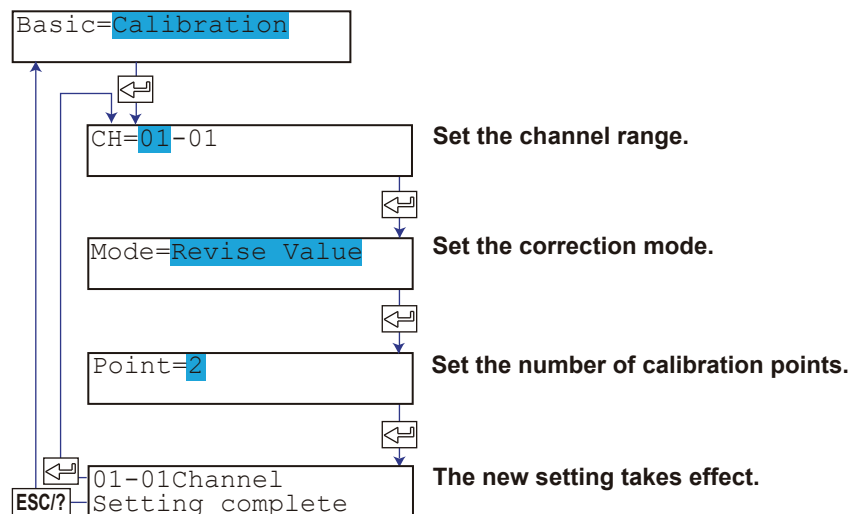 Basic=Calibration
CH=01-01
Set the channel range.
Mode=Revise Value
Set the correction mode.
Point=2
Set the number of calibration points.
01-01Channel
The new setting takes effect.
ESC/?
Setting complete